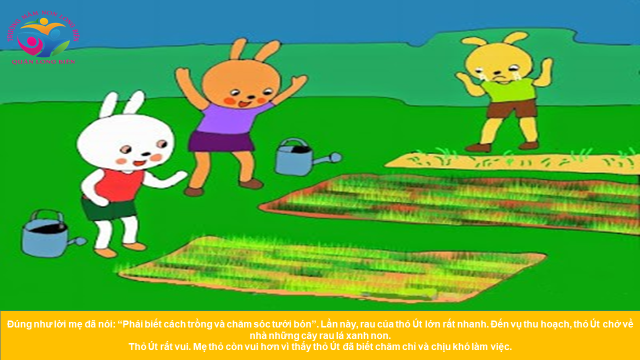 QUẬN LONG BIÊN
Đúng như lời mẹ đã nói: “Phải biết cách trồng và chăm sóc tưới bón”. Lần này, rau của thỏ Út lớn rất nhanh. Đến vụ thu hoạch, thỏ Út chở về
nhà những cây rau lá xanh non.
Thỏ Út rất vui. Mẹ thỏ còn vui hơn vì thấy thỏ Út đã biết chăm chỉ và chịu khó làm việc.